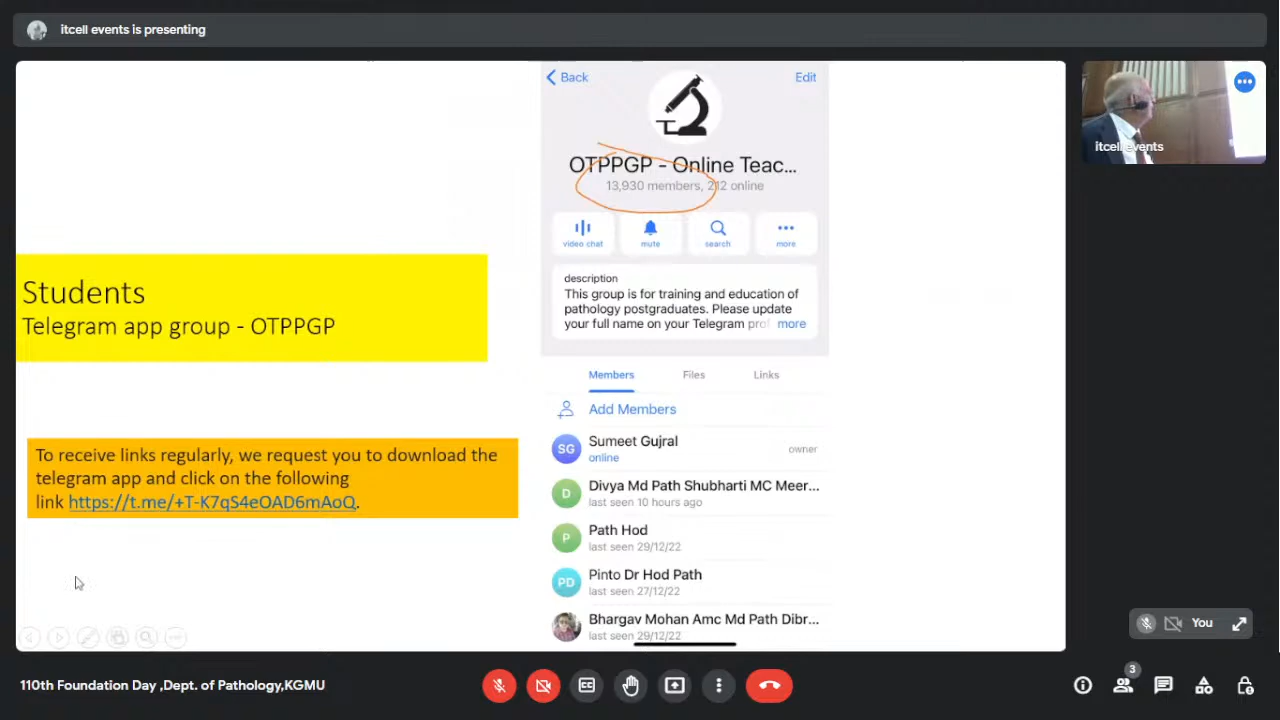 itcell events is presenting
Back
Edit
OTPPGP - Online Teac...
13,930 members, 212 online
video chat
mute
search
more
description
This group is for training and education of
pathology postgraduates. Please update
your full name on your Telegram prof more
Members Files Links
Add Members
SG
Sumeet Gujral
owner
online
D
Divya Md Path Shubharti MC Meer...
last seen 10 hours ago
P
Path Hod
last seen 29/12/22
PD
Pinto Dr Hod Path
last seen 27/12/22
Bhargav Mohan Amc Md Path Dibr...
last seen 29/12/22
Students
Telegram app group - OTPPGP
To receive links regularly, we request you to download the
telegram app and click on the following
link https://t.me/+T-K7qS4eOAD6mAoQ.
itcell events
You
110th Foundation Day ,Dept. of Pathology,KGMU
CC
3